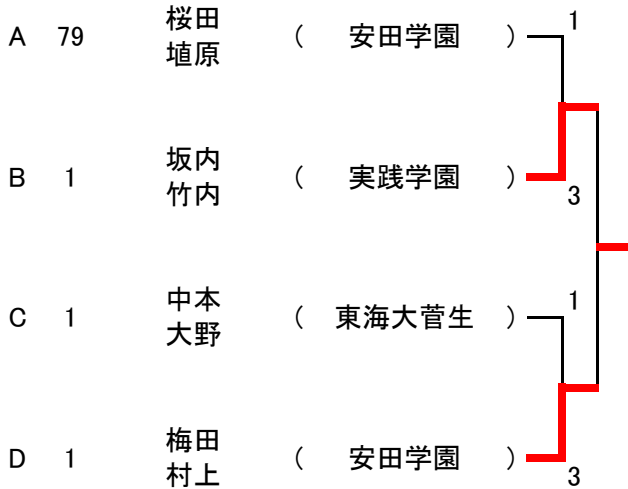 桜田
A 79 ( 安田学園 ) 1
埴原
坂内
B 1 ( 実践学園 ) 3
竹内
中本
C 1 ( 東海大菅生 ) 1
大野
梅田
D 1 ( 安田学園 ) 3
村上